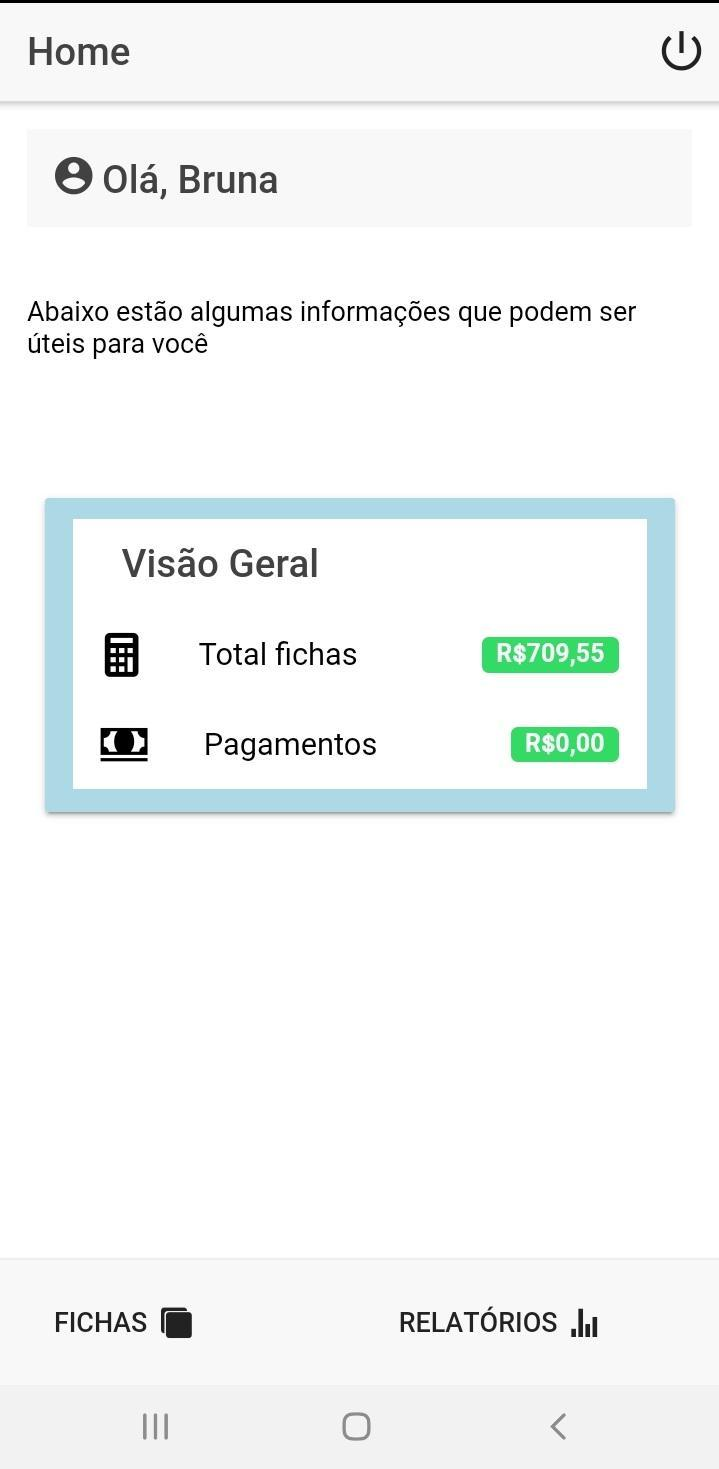 Home
Olá, Bruna
Abaixo estão algumas informações que podem ser
úteis para você
Visão Geral
Total fichas R$709,55
Pagamentos R$0,00
FICHAS RELATÓRIOS